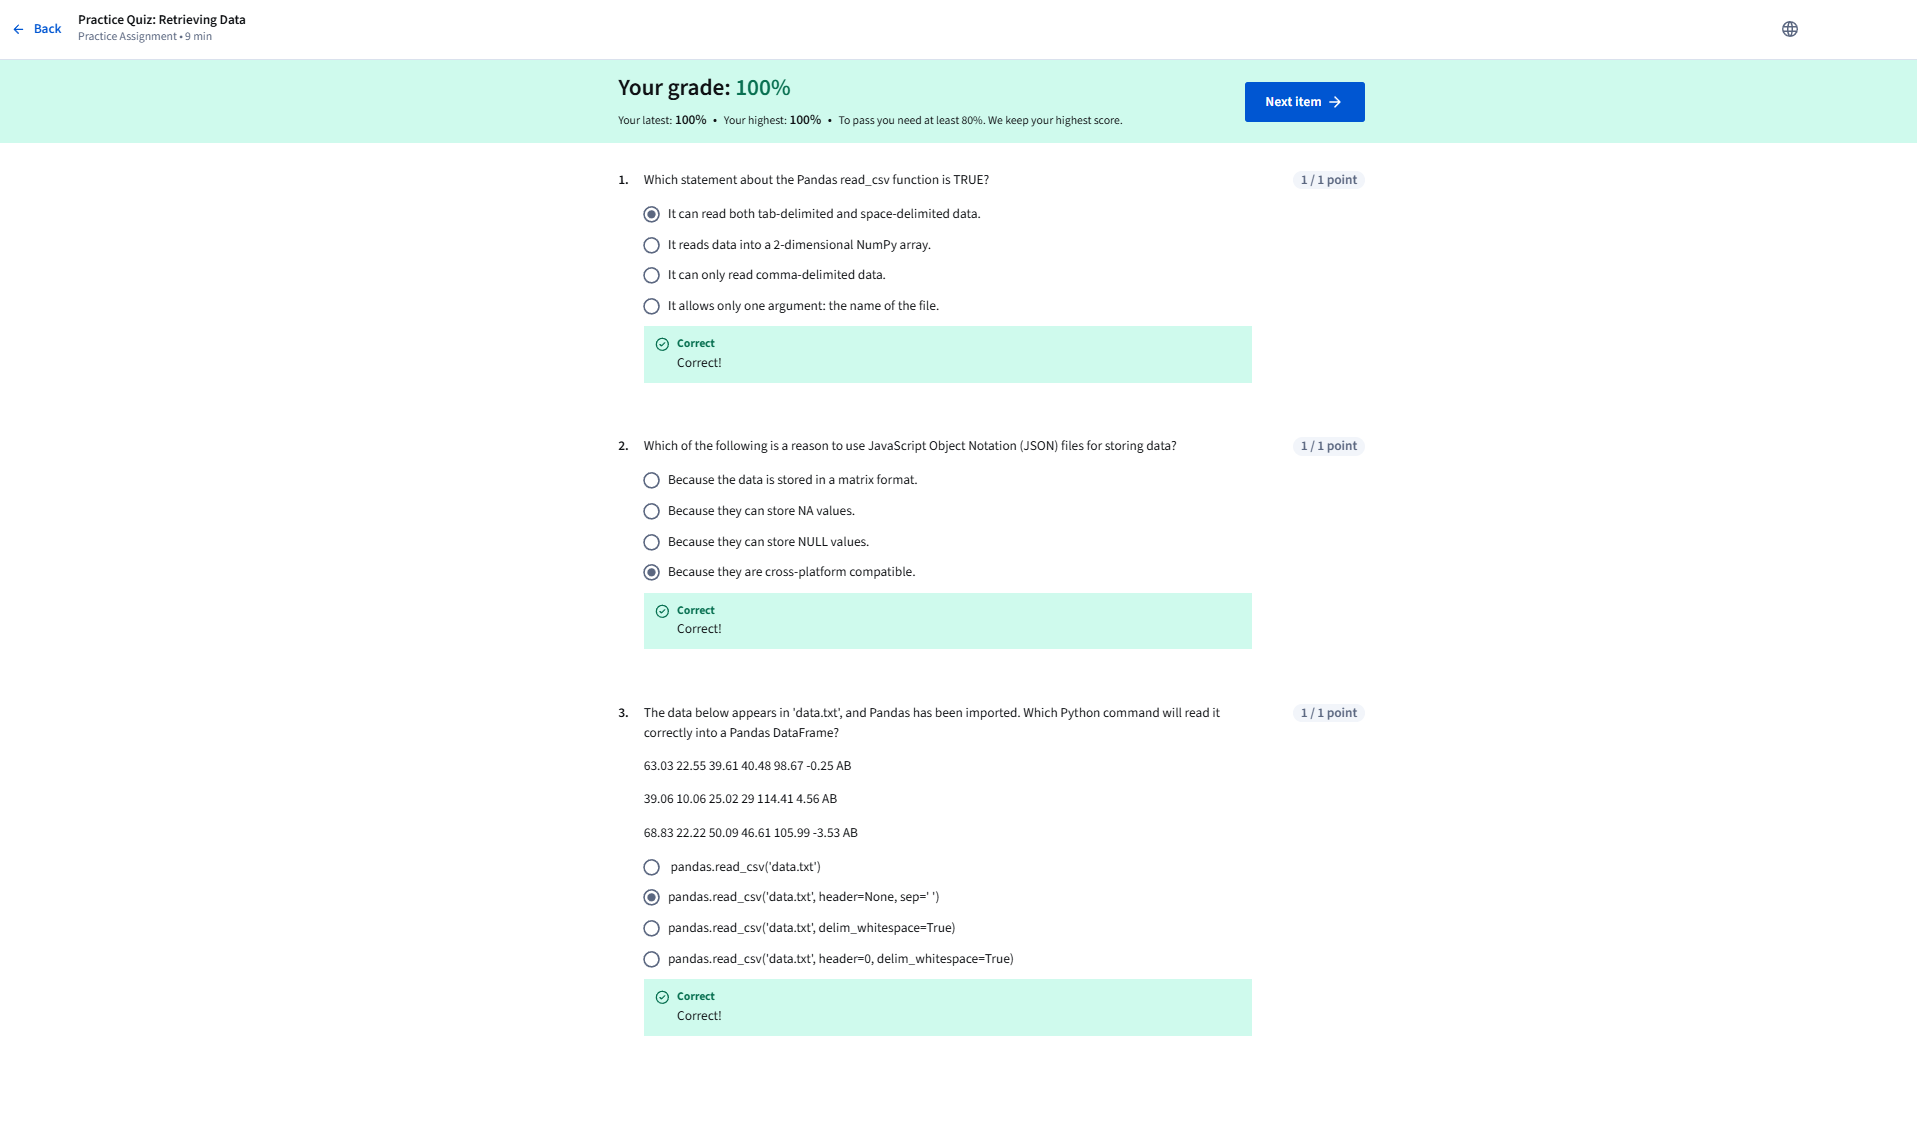 Back
Practice Quiz: Retrieving Data
Practice Assignment • 9 min
Your grade: 100%
Your latest: 100% • Your highest: 100% • To pass you need at least 80%. We keep your highest score.
Next item
1. Which statement about the Pandas read_csv function is TRUE?
1 / 1 point
It can read both tab-delimited and space-delimited data.
It reads data into a 2-dimensional NumPy array.
It can only read comma-delimited data.
It allows only one argument: the name of the file.
Correct
Correct!
2. Which of the following is a reason to use JavaScript Object Notation (JSON) files for storing data?
1 / 1 point
Because the data is stored in a matrix format.
Because they can store NA values.
Because they can store NULL values.
Because they are cross-platform compatible.
Correct
Correct!
3. The data below appears in 'data.txt', and Pandas has been imported. Which Python command will read it
correctly into a Pandas DataFrame?
1 / 1 point
63.03 22.55 39.61 40.48 98.67 -0.25 AB
39.06 10.06 25.02 29 114.41 4.56 AB
68.83 22.22 50.09 46.61 105.99 -3.53 AB
pandas.read_csv('data.txt')
pandas.read_csv('data.txt', header=None, sep=' ')
pandas.read_csv('data.txt', delim_whitespace=True)
pandas.read_csv('data.txt', header=0, delim_whitespace=True)
Correct
Correct!